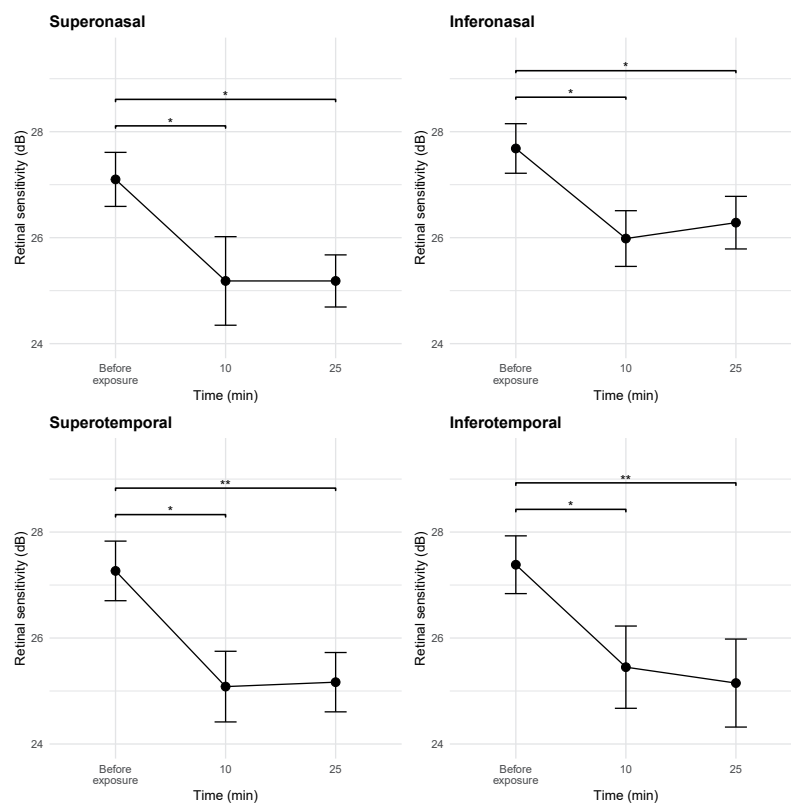 Superonasal
*
*
28
26
24
Retinal sensitivity (dB)
Before
exposure
10
25
Time (min)
Inferonasal
*
*
28
26
24
Retinal sensitivity (dB)
Before
exposure
10
25
Time (min)
Superotemporal
**
*
28
26
24
Retinal sensitivity (dB)
Before
exposure
10
25
Time (min)
Inferotemporal
**
*
28
26
24
Retinal sensitivity (dB)
Before
exposure
10
25
Time (min)